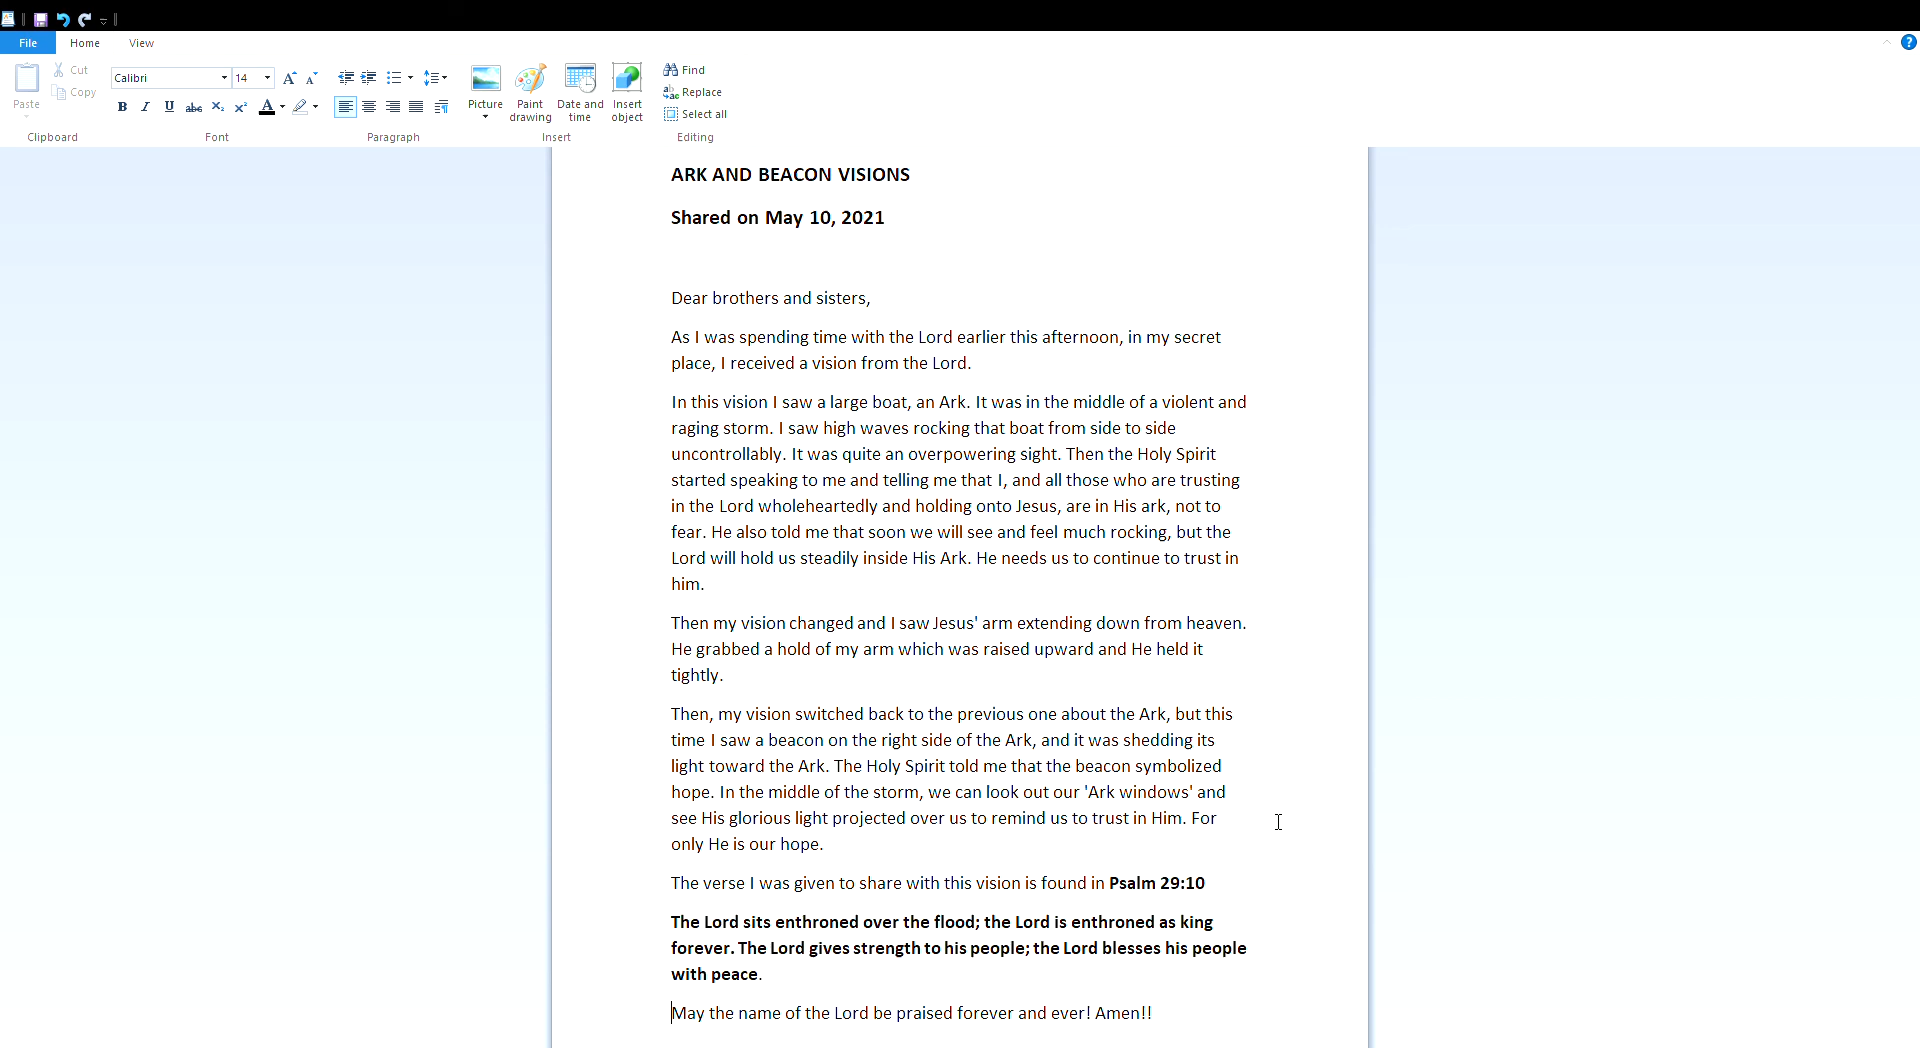 File Home View
Paste
Cut
Copy
Clipboard
Calibri 14
B I U abc X₂ X²
A
Font
Paragraph
Picture
Paint drawing
Date and time
Insert object
Insert
Find
Replace
Select all
Editing
ARK AND BEACON VISIONS
Shared on May 10, 2021
Dear brothers and sisters,
As I was spending time with the Lord earlier this afternoon, in my secret
place, I received a vision from the Lord.
In this vision I saw a large boat, an Ark. It was in the middle of a violent and
raging storm. I saw high waves rocking that boat from side to side
uncontrollably. It was quite an overpowering sight. Then the Holy Spirit
started speaking to me and telling me that I, and all those who are trusting
in the Lord wholeheartedly and holding onto Jesus, are in His ark, not to
fear. He also told me that soon we will see and feel much rocking, but the
Lord will hold us steadily inside His Ark. He needs us to continue to trust in
him.
Then my vision changed and I saw Jesus' arm extending down from heaven.
He grabbed a hold of my arm which was raised upward and He held it
tightly.
Then, my vision switched back to the previous one about the Ark, but this
time I saw a beacon on the right side of the Ark, and it was shedding its
light toward the Ark. The Holy Spirit told me that the beacon symbolized
hope. In the middle of the storm, we can look out our 'Ark windows' and
see His glorious light projected over us to remind us to trust in Him. For
only He is our hope.
The verse I was given to share with this vision is found in Psalm 29:10
The Lord sits enthroned over the flood; the Lord is enthroned as king
forever. The Lord gives strength to his people; the Lord blesses his people
with peace.
May the name of the Lord be praised forever and ever! Amen!!